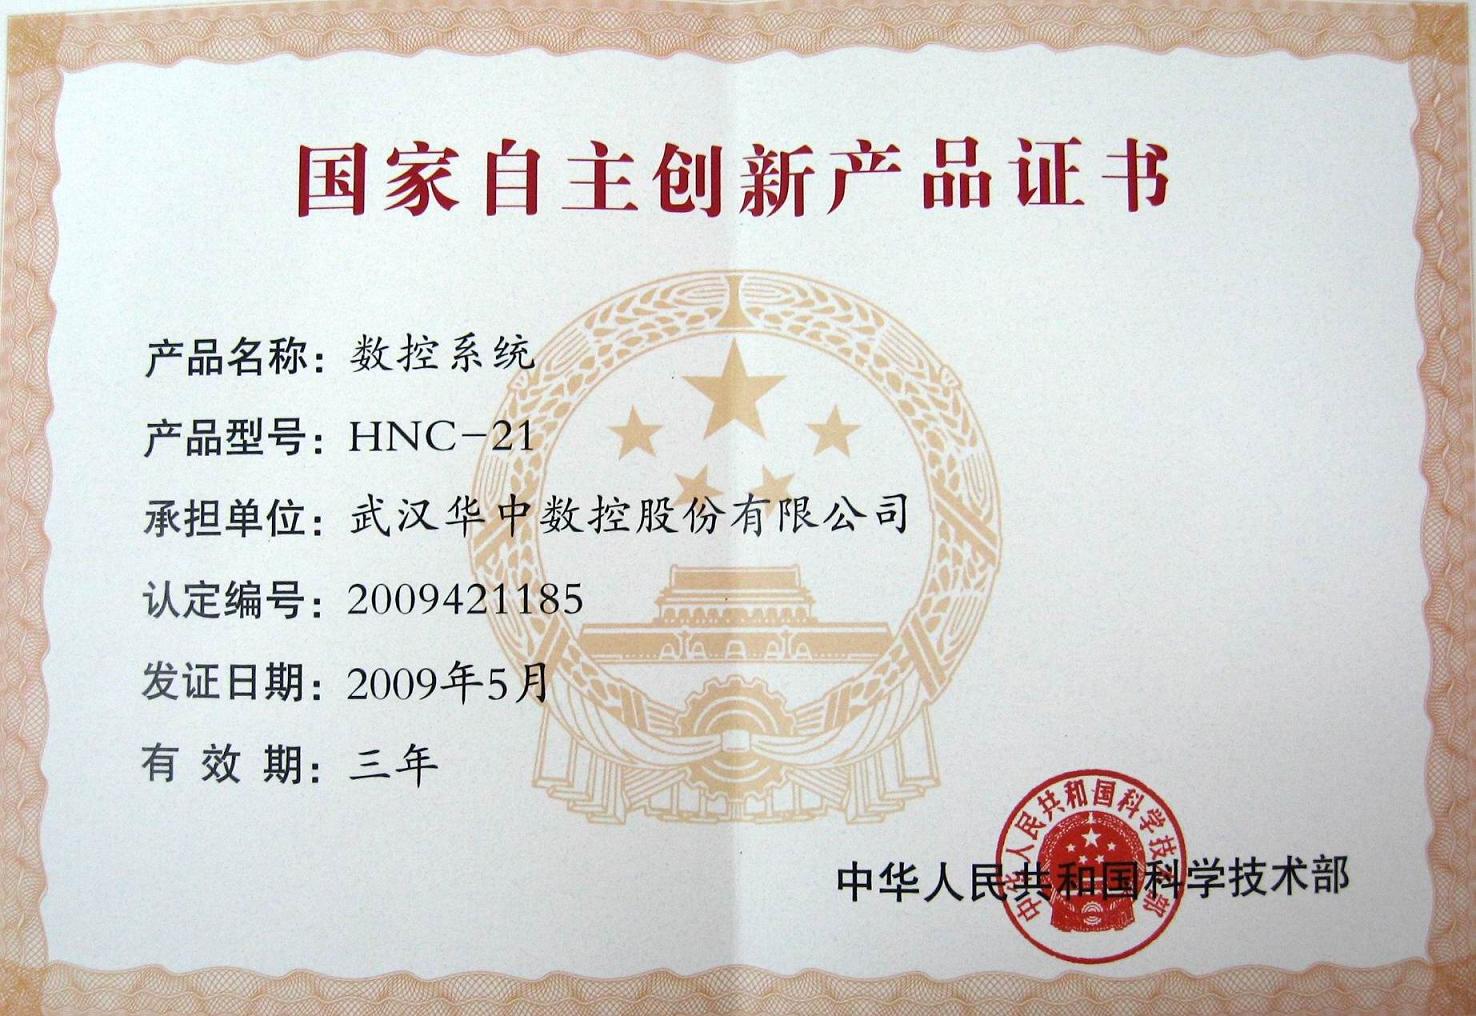 国家自主创新产品证书
产品名称：数控系统
产品型号：HNC-21
承担单位：武汉华中数控股份有限公司
认定编号：2009421185
发证日期：2009年5月
有 效 期：三年
中华人民共和国科学技术部
中华人民共和国科学技术部